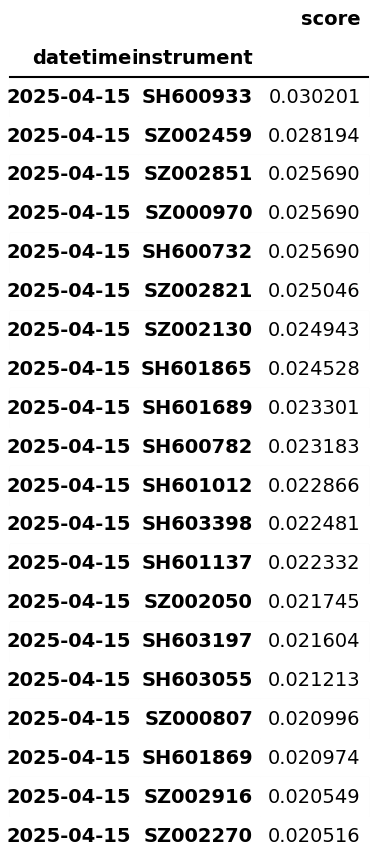 score
datetime instrument
2025-04-15 SH600933 0.030201
2025-04-15 SZ002459 0.028194
2025-04-15 SZ002851 0.025690
2025-04-15 SZ000970 0.025690
2025-04-15 SH600732 0.025690
2025-04-15 SZ002821 0.025046
2025-04-15 SZ002130 0.024943
2025-04-15 SH601865 0.024528
2025-04-15 SH601689 0.023301
2025-04-15 SH600782 0.023183
2025-04-15 SH601012 0.022866
2025-04-15 SH603398 0.022481
2025-04-15 SH601137 0.022332
2025-04-15 SZ002050 0.021745
2025-04-15 SH603197 0.021604
2025-04-15 SH603055 0.021213
2025-04-15 SZ000807 0.020996
2025-04-15 SH601869 0.020974
2025-04-15 SZ002916 0.020549
2025-04-15 SZ002270 0.020516